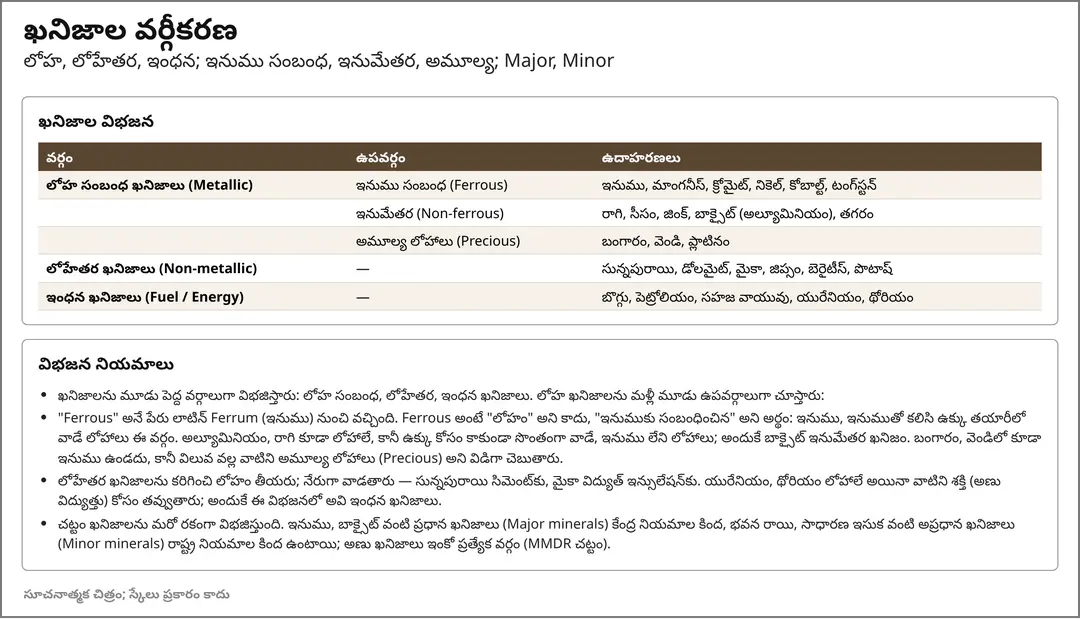 ఖనిజాల వర్గీకరణ
లోహ, లోహేతర, ఇంధన; ఇనుము సంబంధ, ఇనుమేతర, అమూల్య; Major, Minor
ఖనిజాల విభజన
వర్గం ఉపవర్గం ఉదాహరణలు
లోహ సంబంధ ఖనిజాలు (Metallic) ఇనుము సంబంధ (Ferrous) ఇనుము, మాంగనీస్, క్రోమైట్, నికెల్, కోబాల్ట్, టంగ్‌స్టన్
ఇనుమేతర (Non-ferrous) రాగి, సీసం, జింక్, బాక్సైట్ (అల్యూమినియం), తగరం
అమూల్య లోహాలు (Precious) బంగారం, వెండి, ప్లాటినం
లోహేతర ఖనిజాలు (Non-metallic) — సున్నపురాయి, డోలమైట్, మైకా, జిప్సం, బెరైటీస్, పొటాష్
ఇంధన ఖనిజాలు (Fuel / Energy) — బొగ్గు, పెట్రోలియం, సహజ వాయువు, యురేనియం, థోరియం
విభజన నియమాలు
• ఖనిజాలను మూడు పెద్ద వర్గాలుగా విభజిస్తారు: లోహ సంబంధ, లోహేతర, ఇంధన ఖనిజాలు. లోహ ఖనిజాలను మళ్లీ మూడు ఉపవర్గాలుగా చూస్తారు:
• "Ferrous" అనే పేరు లాటిన్ Ferrum (ఇనుము) నుంచి వచ్చింది. Ferrous అంటే "లోహం" అని కాదు, "ఇనుముకు సంబంధించిన" అని అర్థం: ఇనుము, ఇనుముతో కలిసి ఉక్కు తయారీలో
వాడే లోహాలు ఈ వర్గం. అల్యూమినియం, రాగి కూడా లోహాలే, కానీ ఉక్కు కోసం కాకుండా సొంతంగా వాడే, ఇనుము లేని లోహాలు; అందుకే బాక్సైట్ ఇనుమేతర ఖనిజం. బంగారం, వెండిలో కూడా
ఇనుము ఉండదు, కానీ విలువ వల్ల వాటిని అమూల్య లోహాలు (Precious) అని విడిగా చెబుతారు.
• లోహేతర ఖనిజాలను కరిగించి లోహం తీయరు; నేరుగా వాడతారు — సున్నపురాయి సిమెంట్‌కు, మైకా విద్యుత్ ఇన్సులేషన్‌కు. యురేనియం, థోరియం లోహాలే అయినా వాటిని శక్తి (అణు
విద్యుత్తు) కోసం తవ్వుతారు; అందుకే ఈ విభజనలో అవి ఇంధన ఖనిజాలు.
• చట్టం ఖనిజాలను మరో రకంగా విభజిస్తుంది. ఇనుము, బాక్సైట్ వంటి ప్రధాన ఖనిజాలు (Major minerals) కేంద్ర నియమాల కింద, భవన రాయి, సాధారణ ఇసుక వంటి అప్రధాన ఖనిజాలు
(Minor minerals) రాష్ట్ర నియమాల కింద ఉంటాయి; అణు ఖనిజాలు ఇంకో ప్రత్యేక వర్గం (MMDR చట్టం).
సూచనాత్మక చిత్రం; స్కేలు ప్రకారం కాదు